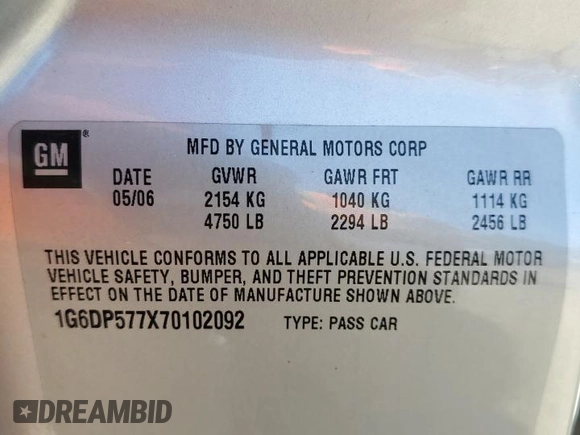 GM ®
MFD BY GENERAL MOTORS CORP
DATE GVWR GAWR FRT GAWR RR
05/06 2154 KG 1040 KG 1114 KG
4750 LB 2294 LB 2456 LB
THIS VEHICLE CONFORMS TO ALL APPLICABLE U.S. FEDERAL MOTOR
VEHICLE SAFETY, BUMPER, AND THEFT PREVENTION STANDARDS IN
EFFECT ON THE DATE OF MANUFACTURE SHOWN ABOVE.
1G6DP577X70102092 TYPE: PASS CAR
DREAMBID